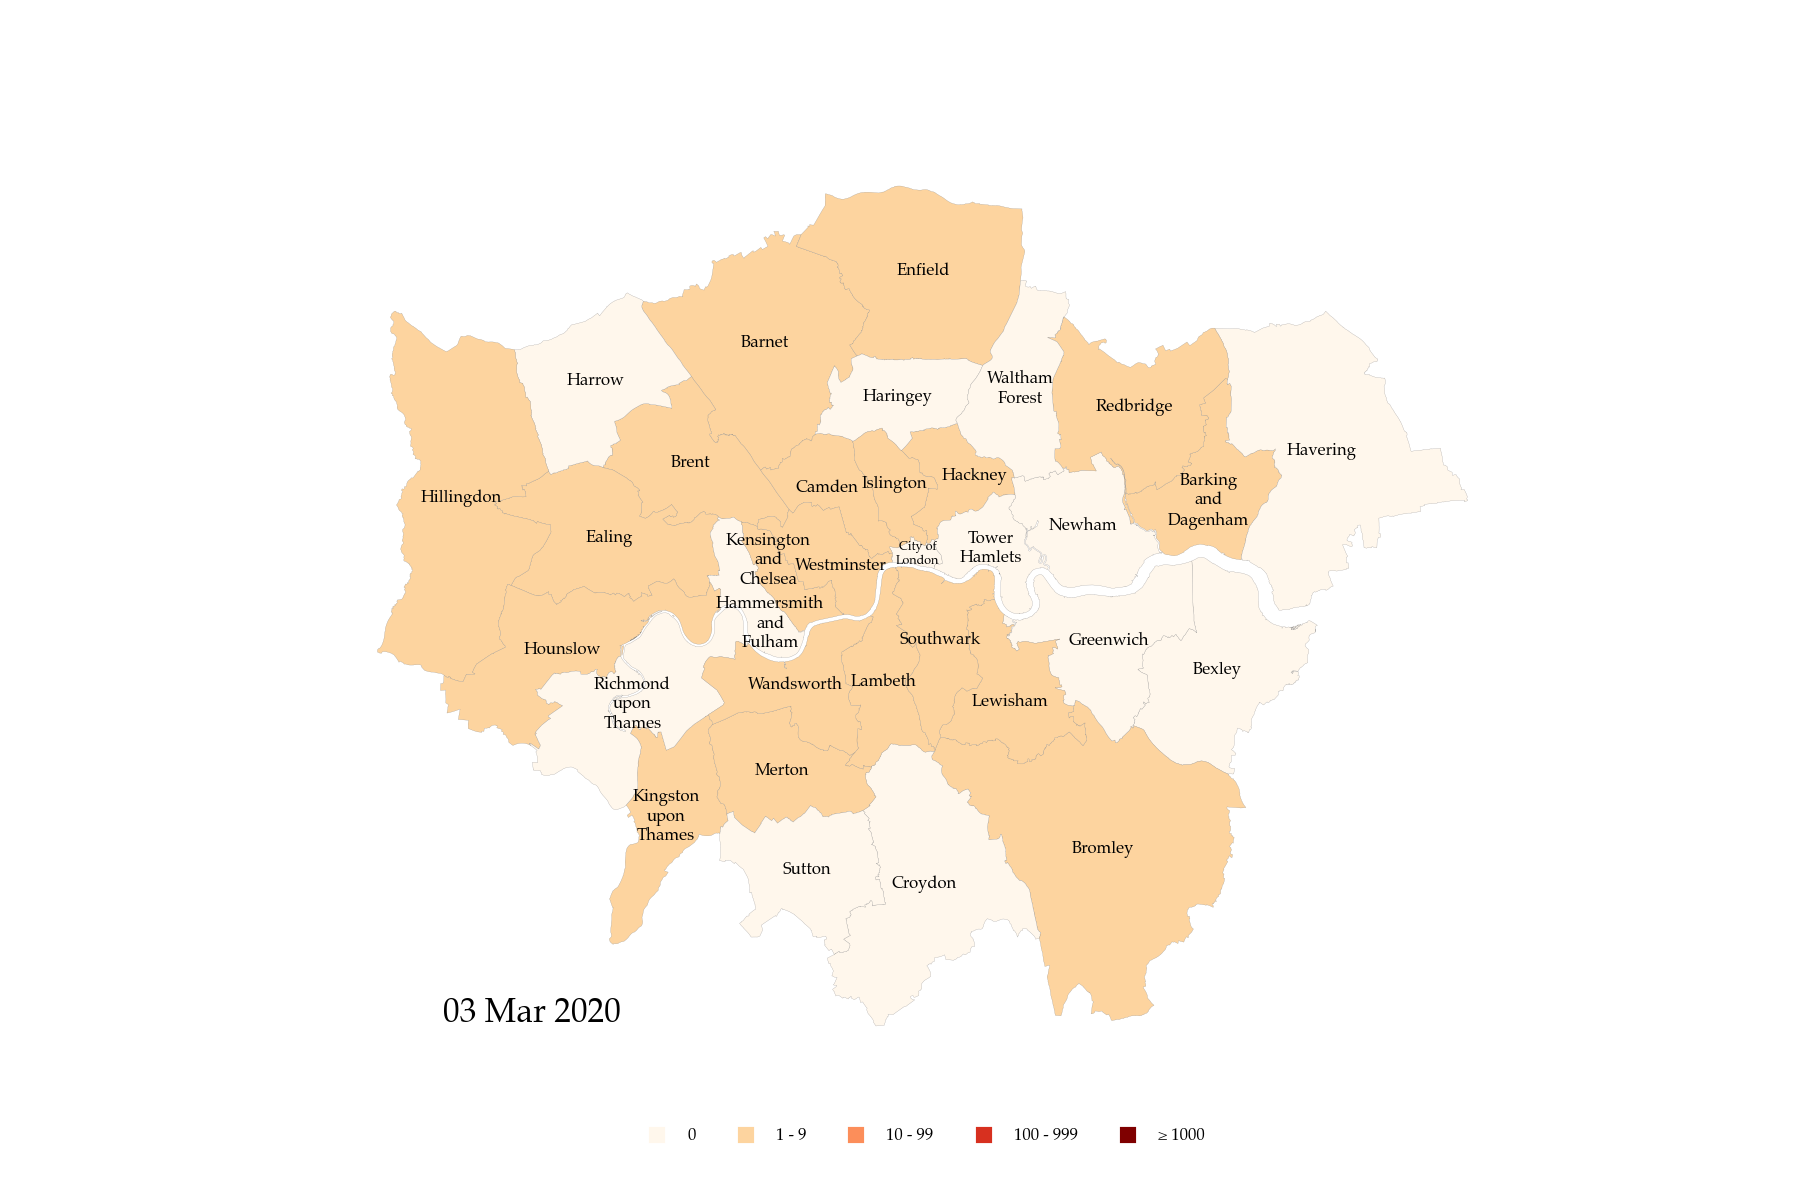 Enfield
Barnet
Harrow
Haringey
Waltham
Forest
Redbridge
Havering
Brent
Hillingdon
Camden
Islington
Hackney
Barking
and
Dagenham
Newham
Ealing
Kensington
and
Chelsea
Westminster
City of
London
Tower
Hamlets
Hammersmith
and
Fulham
Hounslow
Southwark
Greenwich
Bexley
Richmond
upon
Thames
Wandsworth
Lambeth
Lewisham
Merton
Kingston
upon
Thames
Bromley
Sutton
Croydon
03 Mar 2020
0 1 - 9 10 - 99 100 - 999 ≥ 1000